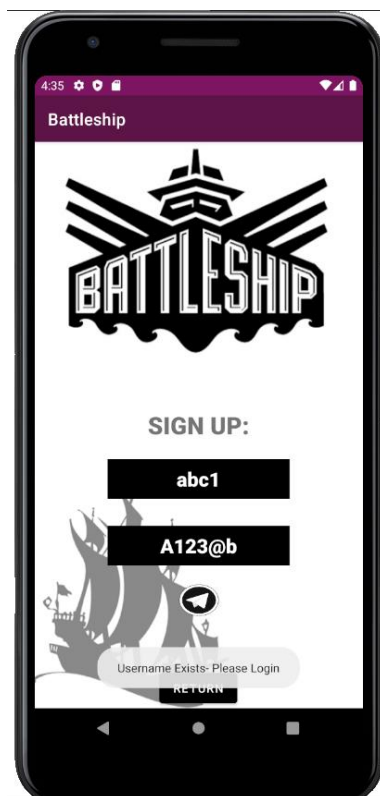 4:35
Battleship
BATTLESHIP
SIGN UP:
abc1
A123@b
Username Exists- Please Login
RETURN